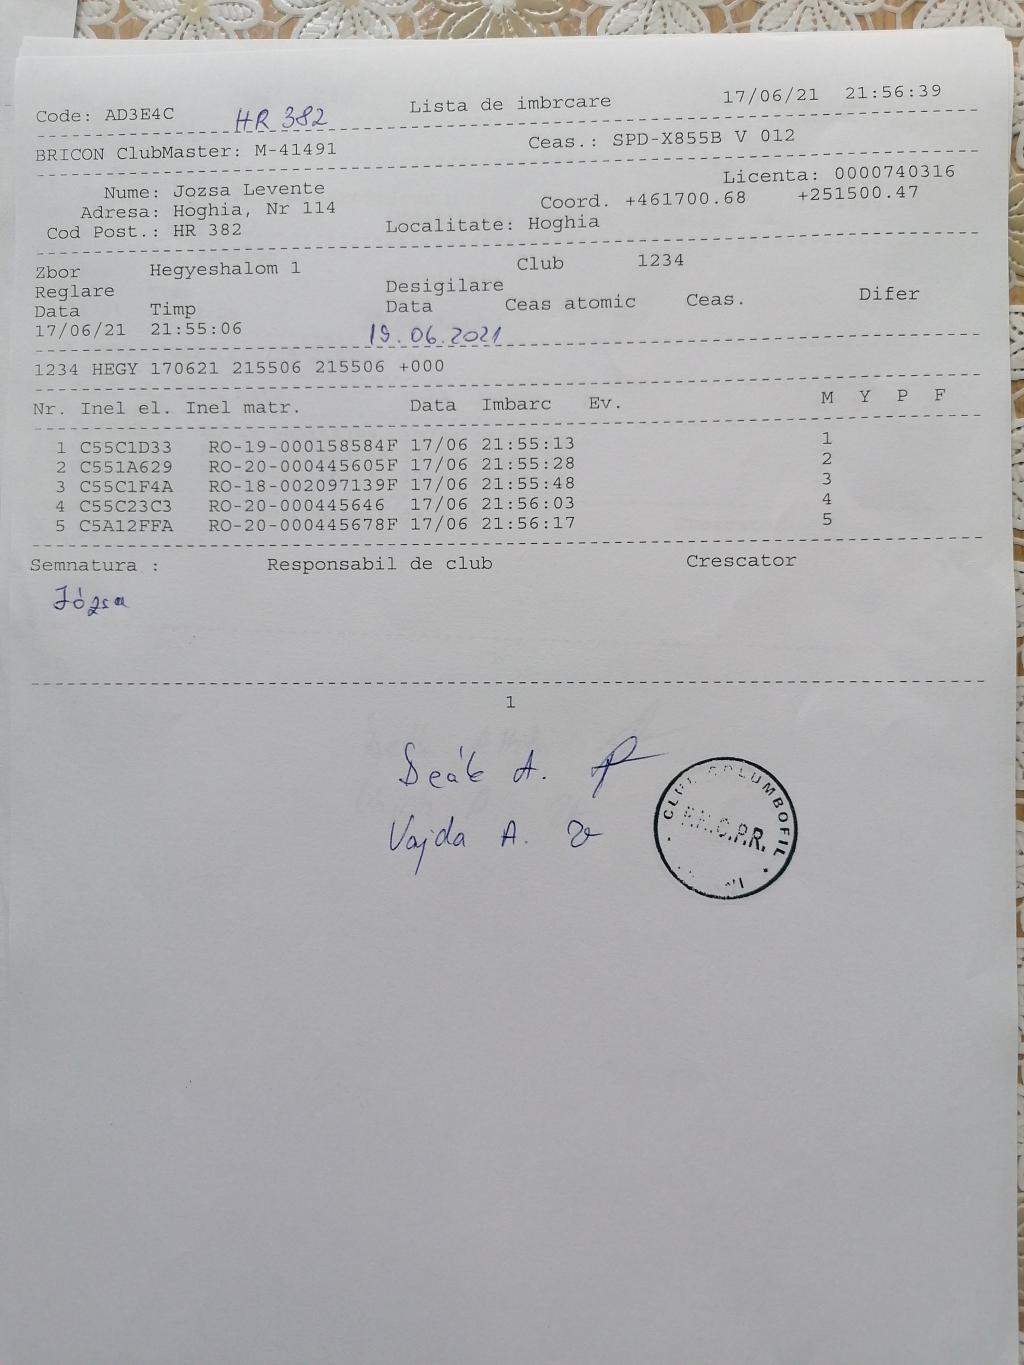 Code: AD3E4C HR 382 Lista de imbrcare 17/06/21 21:56:39
BRICON ClubMaster: M-41491 Ceas.: SPD-X855B V 012
Licenta: 0000740316
Nume: Jozsa Levente
Adresa: Hoghia, Nr 114 Coord. +461700.68 +251500.47
Cod Post.: HR 382 Localitate: Hoghia
Zbor Hegyeshalom 1 Club 1234
Reglare Desigilare
Data Timp Data Ceas atomic Ceas. Difer
17/06/21 21:55:06 19.06.2021
1234 HEGY 170621 215506 215506 +000
Nr. Inel el. Inel matr. Data Imbarc Ev. M Y P F
1 C55C1D33 RO-19-000158584F 17/06 21:55:13 1
2 C551A629 RO-20-000445605F 17/06 21:55:28 2
3 C55C1F4A RO-18-002097139F 17/06 21:55:48 3
4 C55C23C3 RO-20-000445646 17/06 21:56:03 4
5 C5A12FFA RO-20-000445678F 17/06 21:56:17 5
Semnatura : Responsabil de club Crescator
Józsa
1
Deák A.
Vajda A.
CLUB COLUMBOFIL
C.P.R.